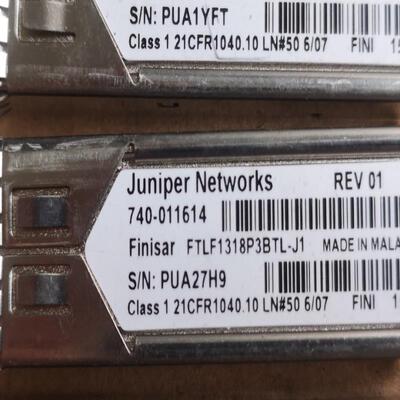 S/N: PUA1YFT
Class 1 21CFR1040.10 LN#50 6/07 FINI
Juniper Networks REV 01
740-011614
Finisar FTLF1318P3BTL-J1 MADE IN MALA
S/N: PUA27H9
Class 1 21CFR1040.10 LN#50 6/07 FINI